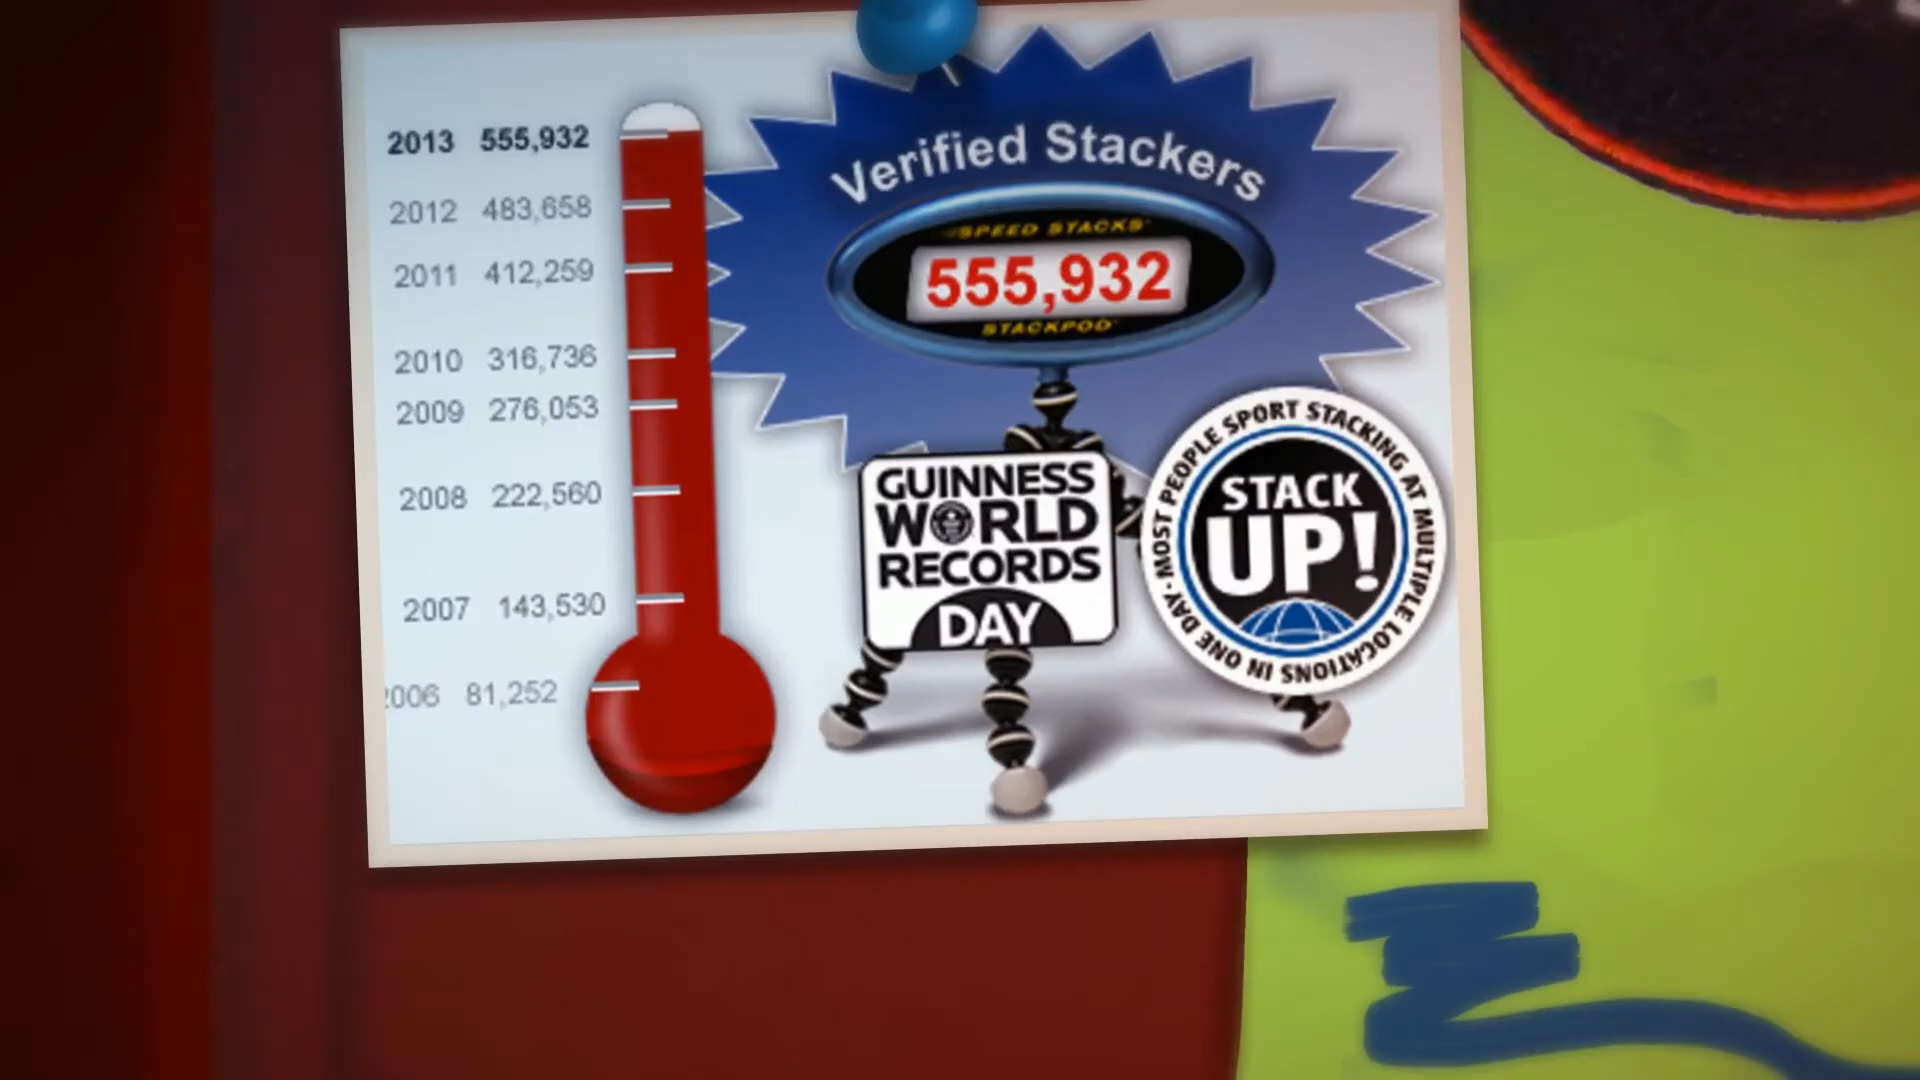 2013 555,932
2012 483,658
2011 412,259
2010 316,736
2009 276,053
2008 222,560
2007 143,530
2006 81,252
Verified Stackers
SPEED STACKS
555,932
STACKPOD
GUINNESS
WORLD
RECORDS
DAY
MOST PEOPLE SPORT STACKING AT MULTIPLE LOCATIONS IN ONE DAY ·
STACK
UP!